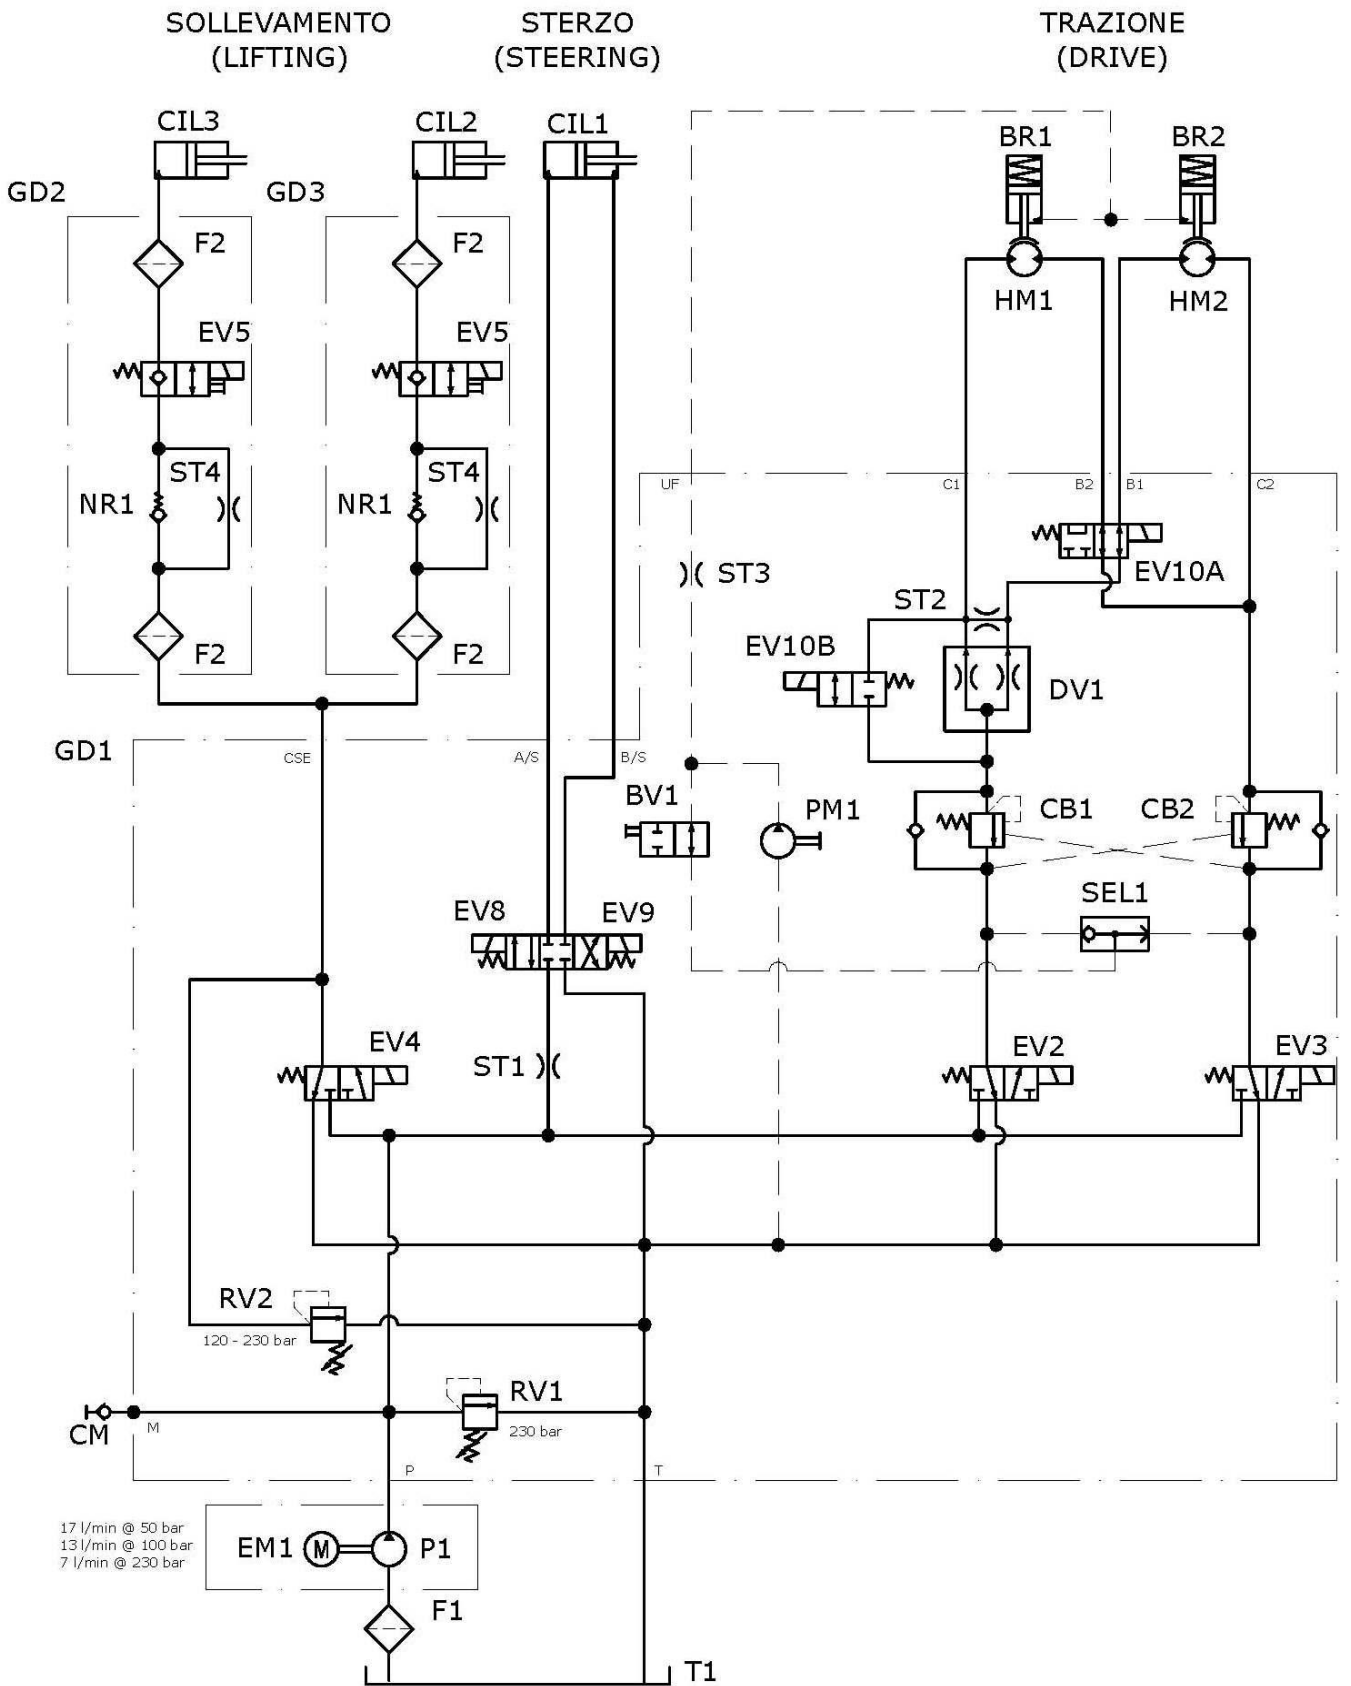 SOLLEVAMENTO
(LIFTING)
STERZO
(STEERING)
TRAZIONE
(DRIVE)
CIL3
CIL2
CIL1
BR1
BR2
GD2
GD3
F2
F2
HM1
HM2
EV5
EV5
ST4
ST4
NR1
NR1
UF
C1
B2
B1
C2
ST3
EV10A
ST2
F2
F2
EV10B
DV1
GD1
CSE
A/S
B/S
BV1
PM1
CB1
CB2
SEL1
EV8
EV9
EV4
ST1
EV2
EV3
RV2
120 - 230 bar
RV1
230 bar
CM
M
P
T
17 l/min @ 50 bar
13 l/min @ 100 bar
7 l/min @ 230 bar
EM1
M
P1
F1
T1